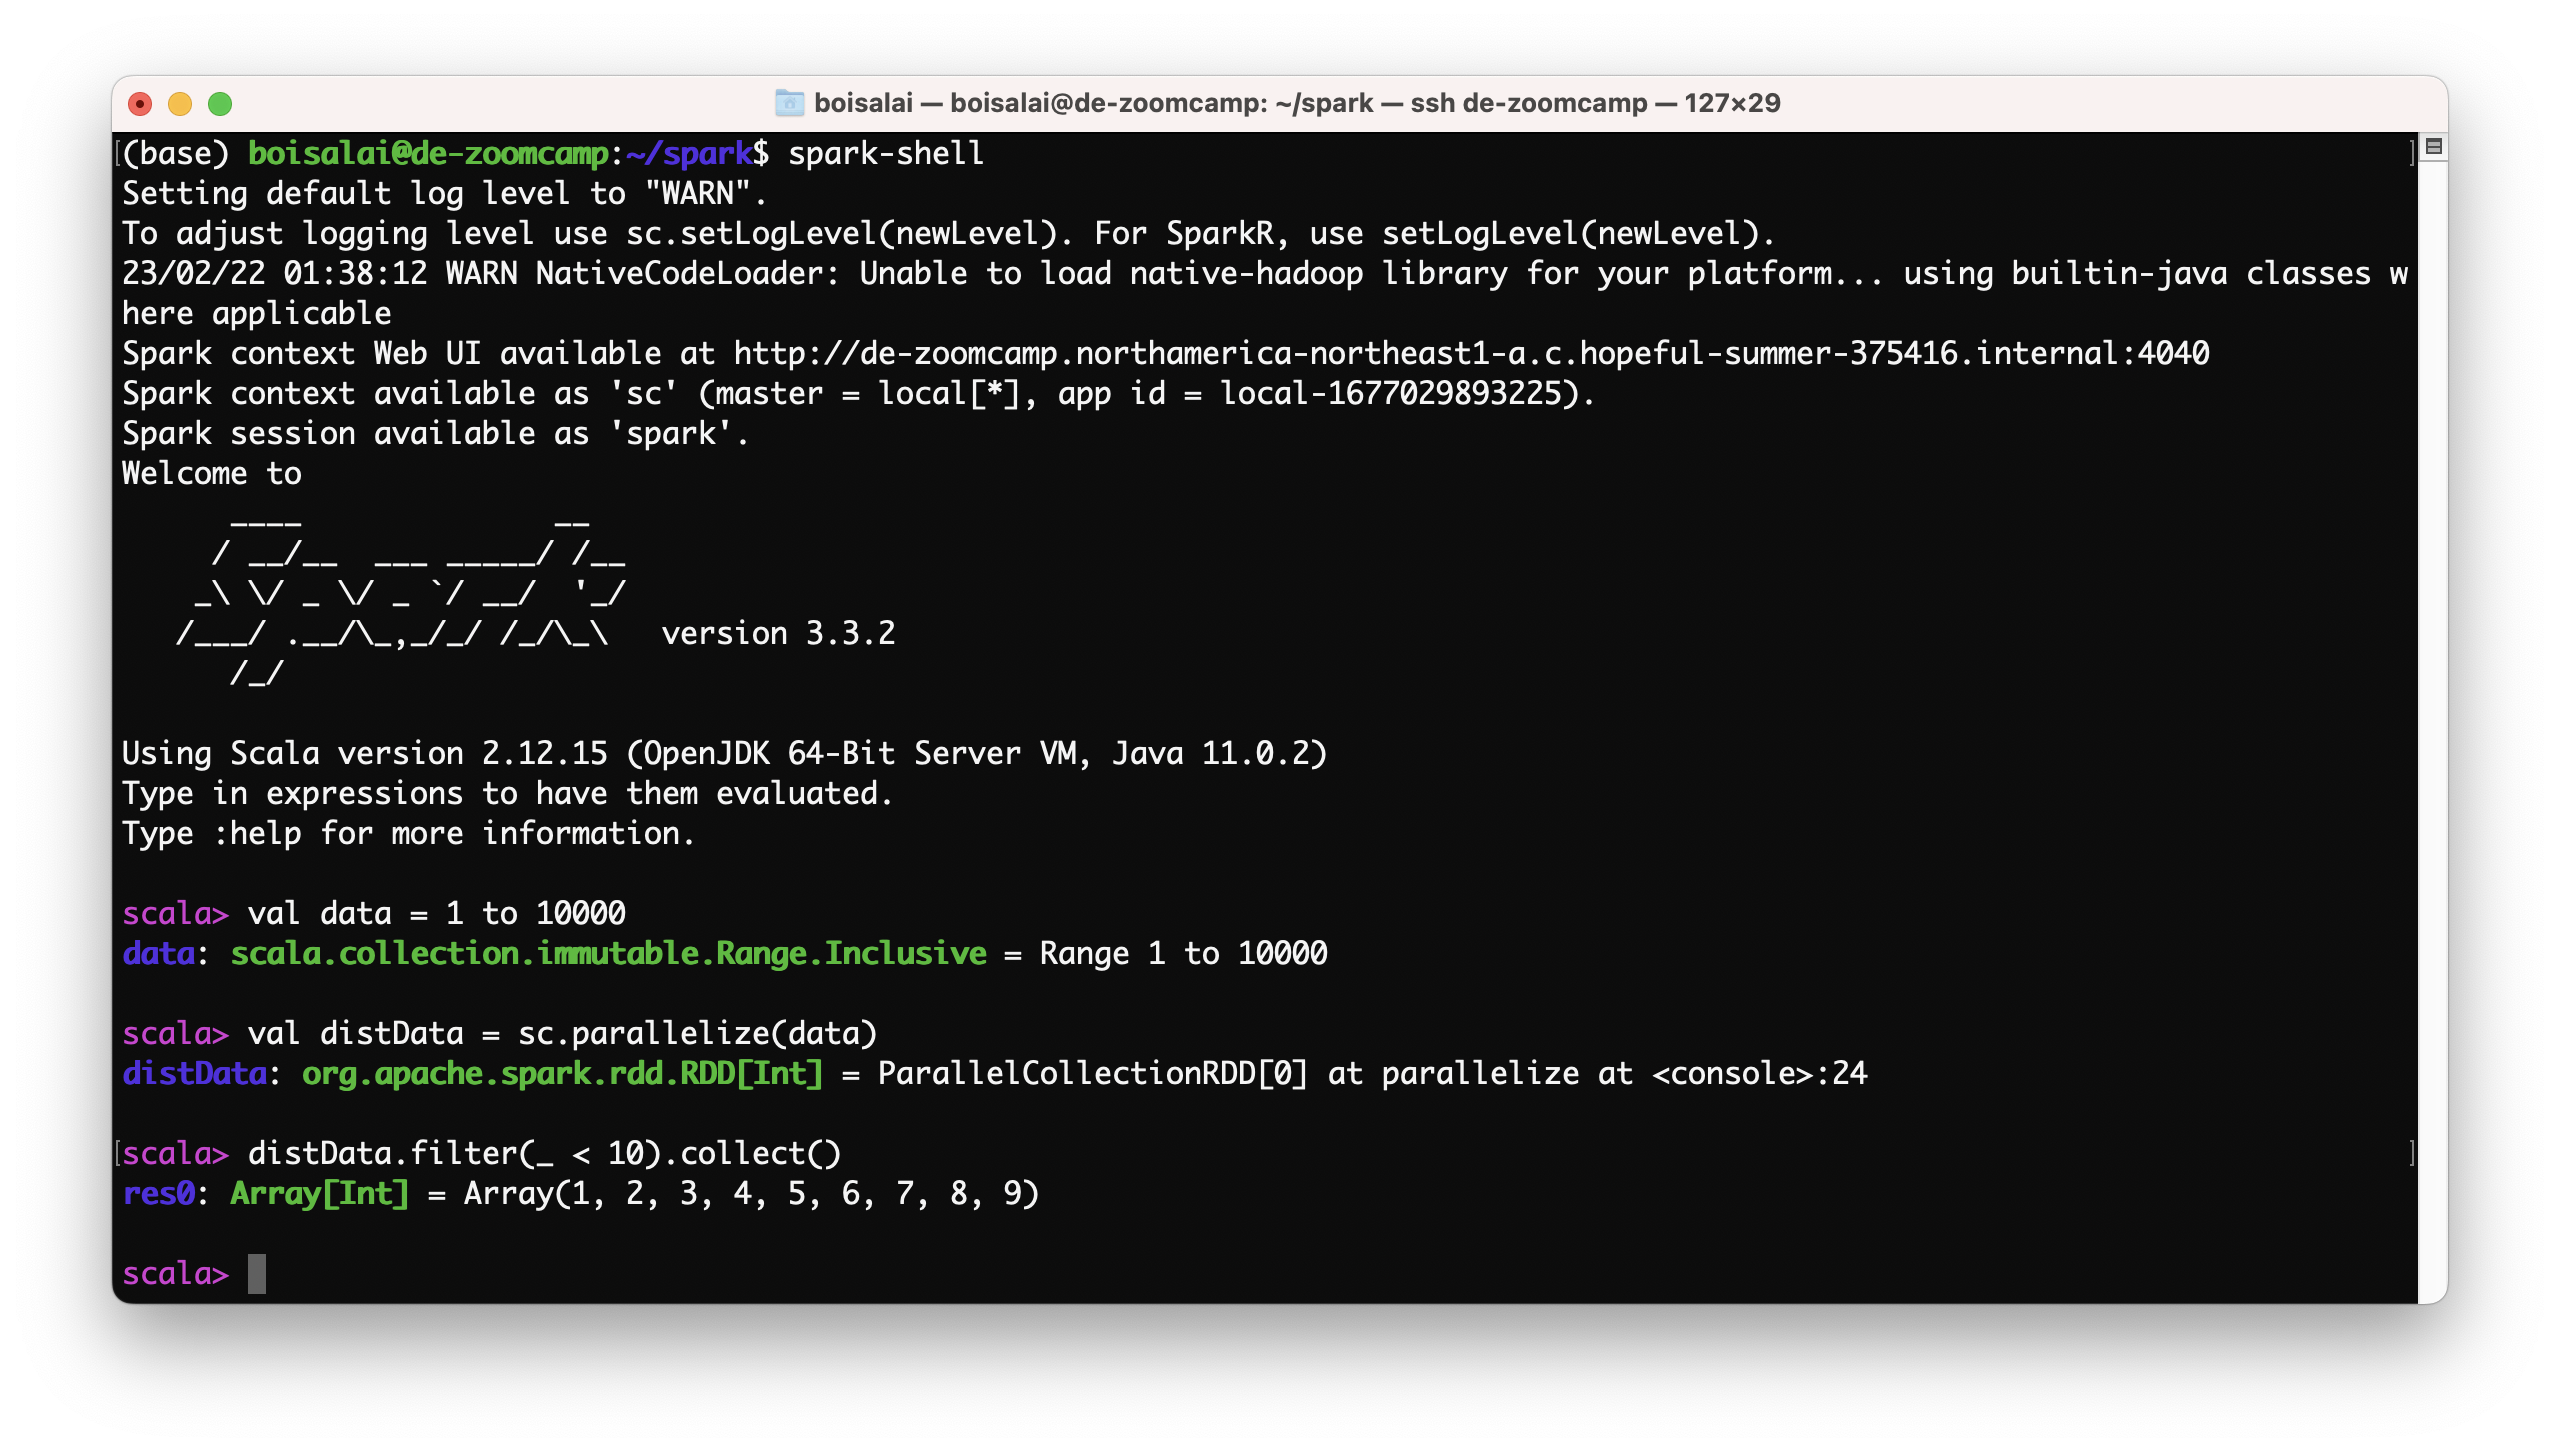 boisalai — boisalai@de-zoomcamp: ~/spark — ssh de-zoomcamp — 127×29
(base) boisalai@de-zoomcamp:~/spark$ spark-shell
Setting default log level to "WARN".
To adjust logging level use sc.setLogLevel(newLevel). For SparkR, use setLogLevel(newLevel).
23/02/22 01:38:12 WARN NativeCodeLoader: Unable to load native-hadoop library for your platform... using builtin-java classes w
here applicable
Spark context Web UI available at http://de-zoomcamp.northamerica-northeast1-a.c.hopeful-summer-375416.internal:4040
Spark context available as 'sc' (master = local[*], app id = local-1677029893225).
Spark session available as 'spark'.
Welcome to
      ____              __
     / __/__  ___ _____/ /__
    _\ \/ _ \/ _ `/ __/  '_/
   /___/ .__/\_,_/_/ /_/\_\   version 3.3.2
      /_/
Using Scala version 2.12.15 (OpenJDK 64-Bit Server VM, Java 11.0.2)
Type in expressions to have them evaluated.
Type :help for more information.
scala> val data = 1 to 10000
data: scala.collection.immutable.Range.Inclusive = Range 1 to 10000
scala> val distData = sc.parallelize(data)
distData: org.apache.spark.rdd.RDD[Int] = ParallelCollectionRDD[0] at parallelize at <console>:24
scala> distData.filter(_ < 10).collect()
res0: Array[Int] = Array(1, 2, 3, 4, 5, 6, 7, 8, 9)
scala>